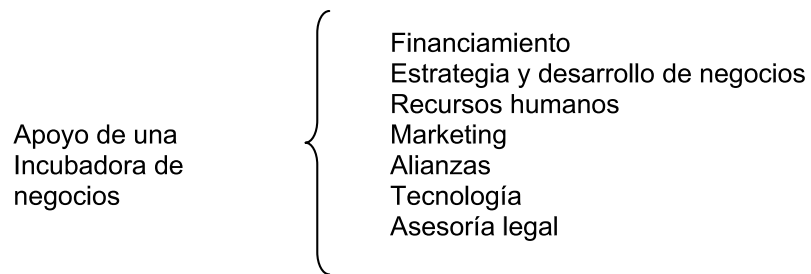 Apoyo de una
Incubadora de
negocios
Financiamiento
Estrategia y desarrollo de negocios
Recursos humanos
Marketing
Alianzas
Tecnología
Asesoría legal